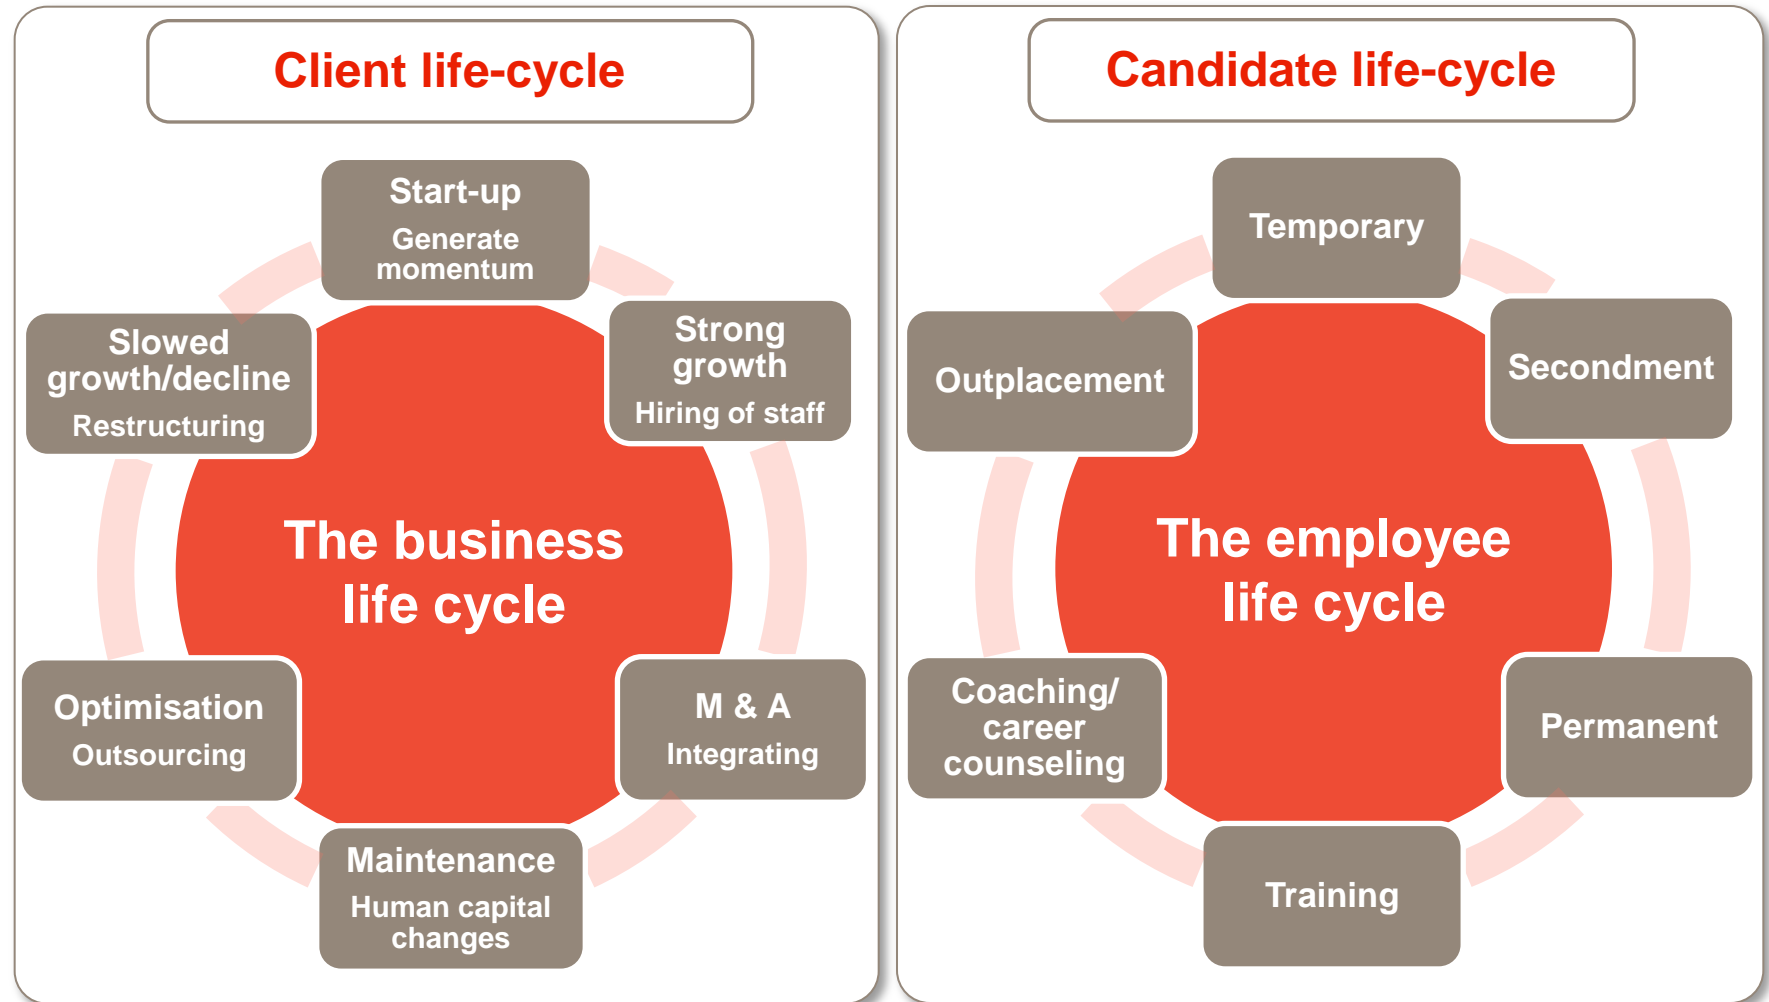 Client life-cycle
Start-up
Generate
momentum
Strong
growth
Hiring of staff
M & A
Integrating
Maintenance
Human capital
changes
Optimisation
Outsourcing
Slowed
growth/decline
Restructuring
The business
life cycle
Candidate life-cycle
Temporary
Secondment
Permanent
Training
Coaching/
career
counseling
Outplacement
The employee
life cycle